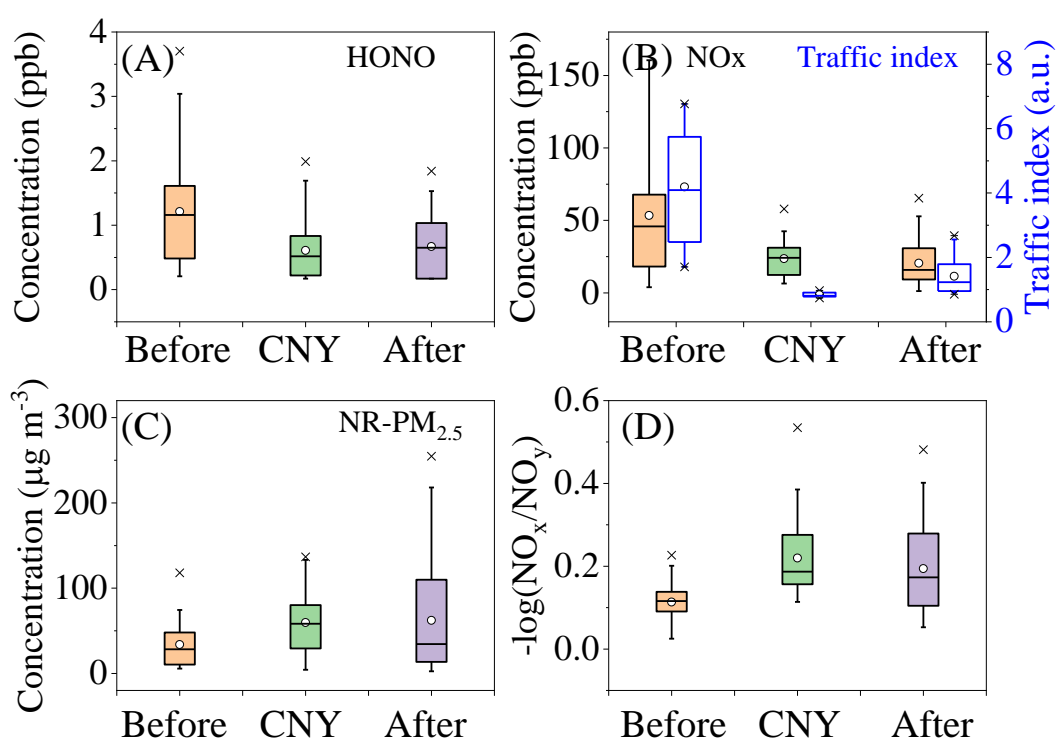 (A) HONO
Concentration (ppb)
4
3
2
1
0
Before CNY After
(B) NOx Traffic index
Concentration (ppb)
150
100
50
0
Traffic index (a.u.)
8
6
4
2
0
Before CNY After
(C) NR-PM₂.₅
Concentration (µg m⁻³)
300
200
100
0
Before CNY After
(D)
-log(NOₓ/NOᵧ)
0.6
0.4
0.2
0.0
Before CNY After